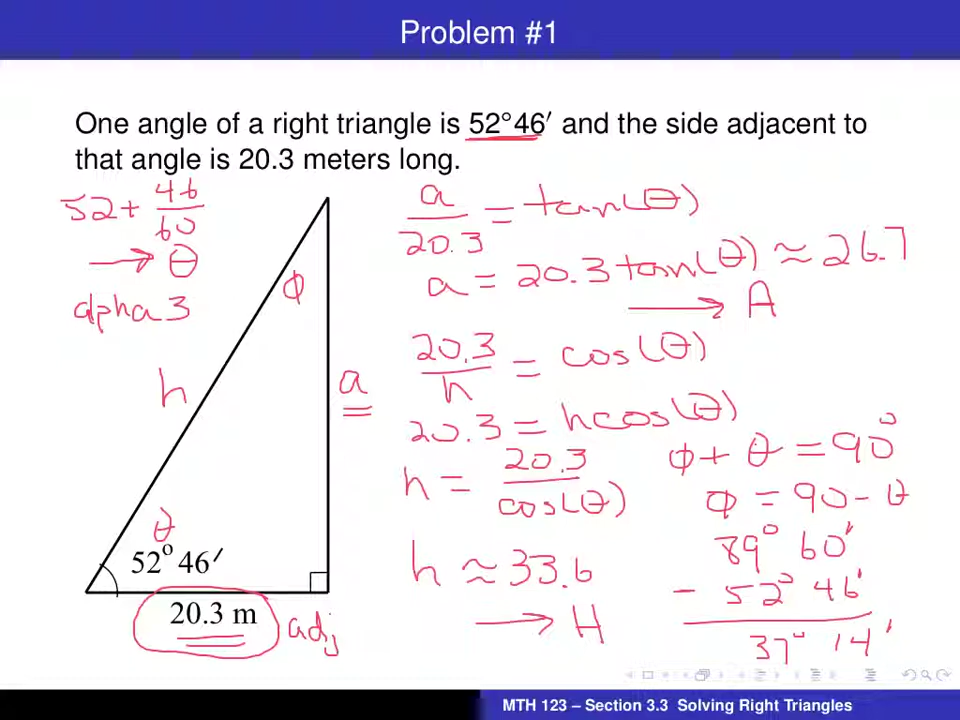 Problem #1
One angle of a right triangle is 52°46′ and the side adjacent to
that angle is 20.3 meters long.
52 + 46/60
→ θ
alpha 3
ϕ
h
a
θ
52° 46′
20.3 m
adj
a/20.3 = tan(θ)
a = 20.3 tan(θ) ≈ 26.7
→ A
20.3/h = cos(θ)
20.3 = h cos(θ)
h = 20.3/cos(θ)
h ≈ 33.6
→ H
ϕ + θ = 90°
ϕ = 90 - θ
89° 60′
- 52° 46′
37° 14′
MTH 123 – Section 3.3 Solving Right Triangles